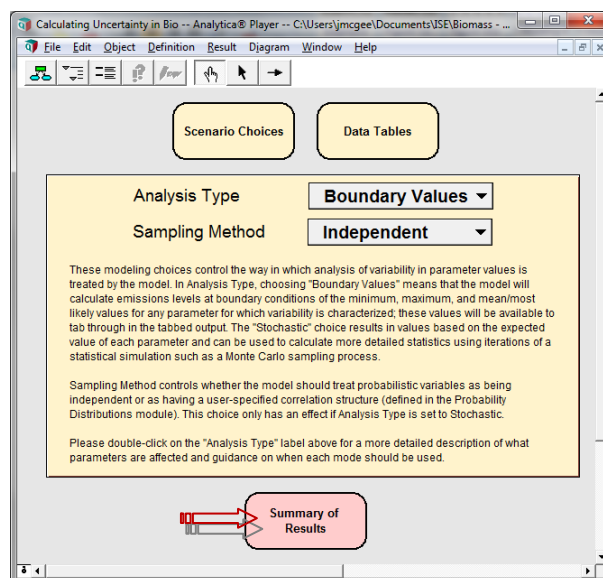 Calculating Uncertainty in Bio -- Analytica® Player -- C:\Users\jmcgee\Documents\ISE\Biomass - ...
File Edit Object Definition Result Diagram Window Help
Scenario Choices
Data Tables
Analysis Type
Boundary Values
Sampling Method
Independent
These modeling choices control the way in which analysis of variability in parameter values is
treated by the model. In Analysis Type, choosing "Boundary Values" means that the model will
calculate emissions levels at boundary conditions of the minimum, maximum, and mean/most
likely values for any parameter for which variability is characterized; these values will be available to
tab through in the tabbed output. The "Stochastic" choice results in values based on the expected
value of each parameter and can be used to calculate more detailed statistics using iterations of a
statistical simulation such as a Monte Carlo sampling process.
Sampling Method controls whether the model should treat probabilistic variables as being
independent or as having a user-specified correlation structure (defined in the Probability
Distributions module). This choice only has an effect if Analysis Type is set to Stochastic.
Please double-click on the "Analysis Type" label above for a more detailed description of what
parameters are affected and guidance on when each mode should be used.
Summary of
Results